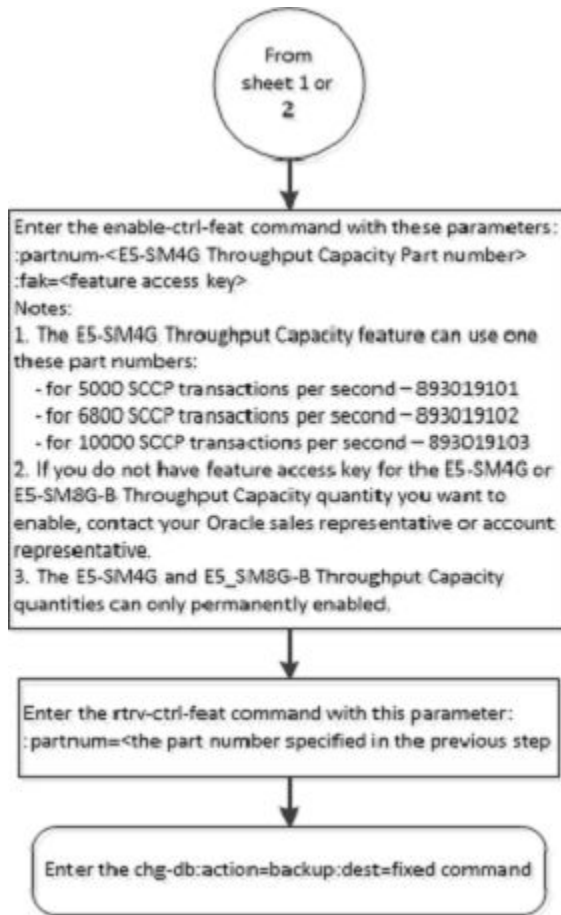 From
sheet 1 or
2
Enter the enable-ctrl-feat command with these parameters:
:partnum-<E5-SM4G Throughput Capacity Part number>
:fak=<feature access key>
Notes:
1. The E5-SM4G Throughput Capacity feature can use one
these part numbers:
- for 5000 SCCP transactions per second – 893019101
- for 6800 SCCP transactions per second – 893019102
- for 10000 SCCP transactions per second – 893019103
2. If you do not have feature access key for the E5-SM4G or
E5-SM8G-B Throughput Capacity quantity you want to
enable, contact your Oracle sales representative or account
representative.
3. The E5-SM4G and E5_SM8G-B Throughput Capacity
quantities can only permanently enabled.
Enter the rtrv-ctrl-feat command with this parameter:
:partnum=<the part number specified in the previous step
Enter the chg-db:action=backup:dest=fixed command